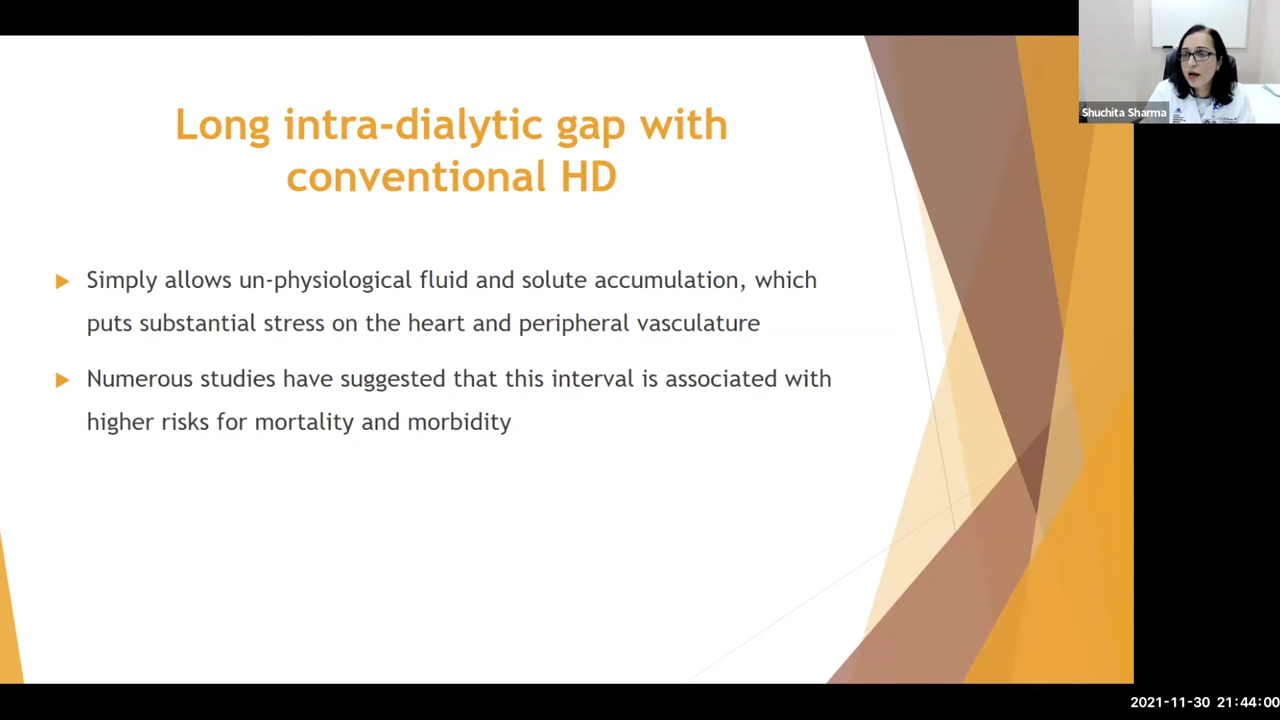 Long intra-dialytic gap with
conventional HD
Simply allows un-physiological fluid and solute accumulation, which
puts substantial stress on the heart and peripheral vasculature
Numerous studies have suggested that this interval is associated with
higher risks for mortality and morbidity
Shuchita Sharma
2021-11-30 21:44:00